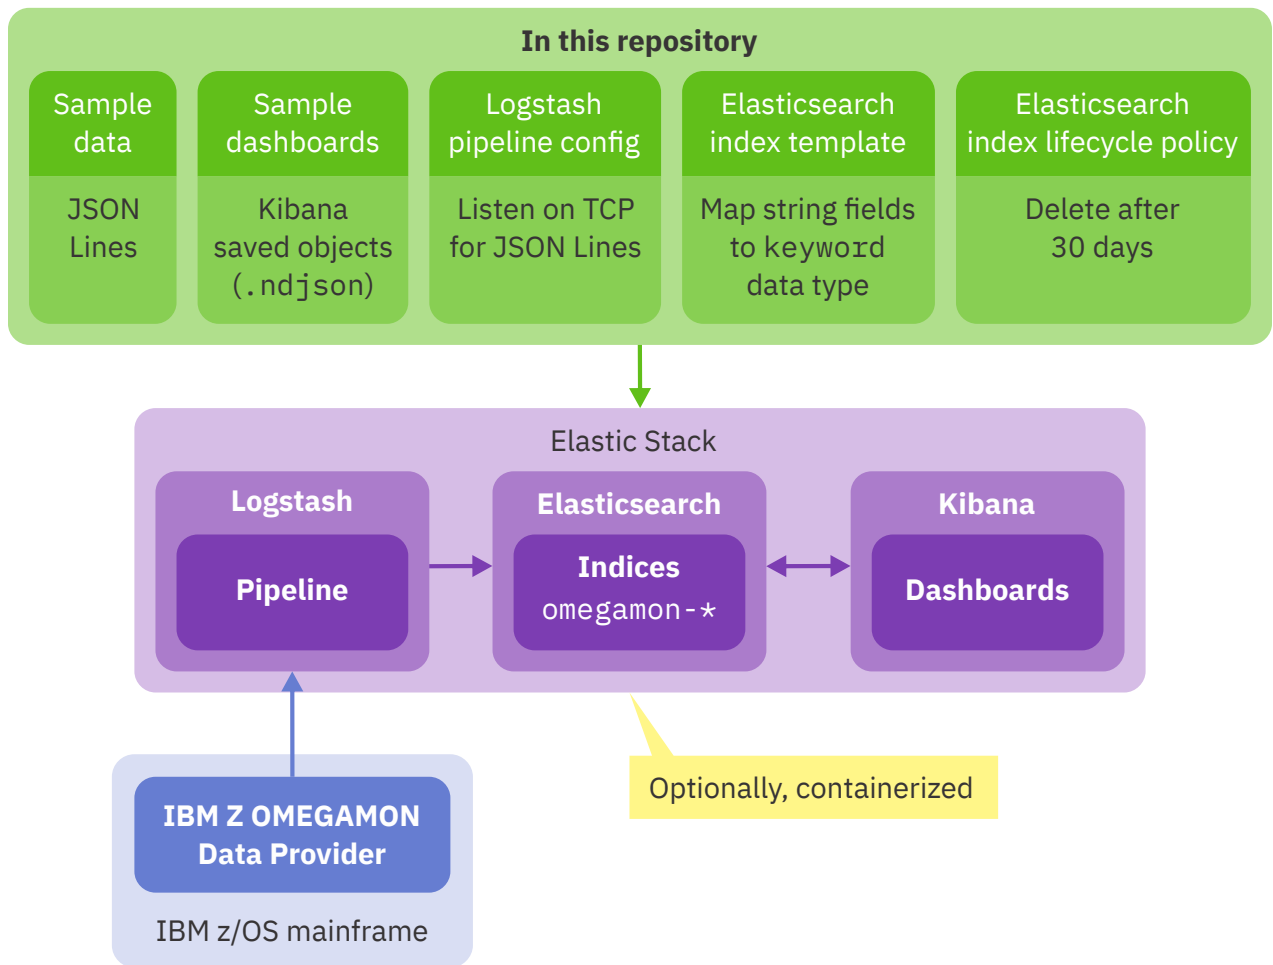 In this repository
Sample
data
JSON
Lines
Sample
dashboards
Kibana
saved objects
(.ndjson)
Logstash
pipeline config
Listen on TCP
for JSON Lines
Elasticsearch
index template
Map string fields
to keyword
data type
Elasticsearch
index lifecycle policy
Delete after
30 days
Elastic Stack
Logstash
Pipeline
Elasticsearch
Indices
omegamon-*
Kibana
Dashboards
Optionally, containerized
IBM Z OMEGAMON
Data Provider
IBM z/OS mainframe